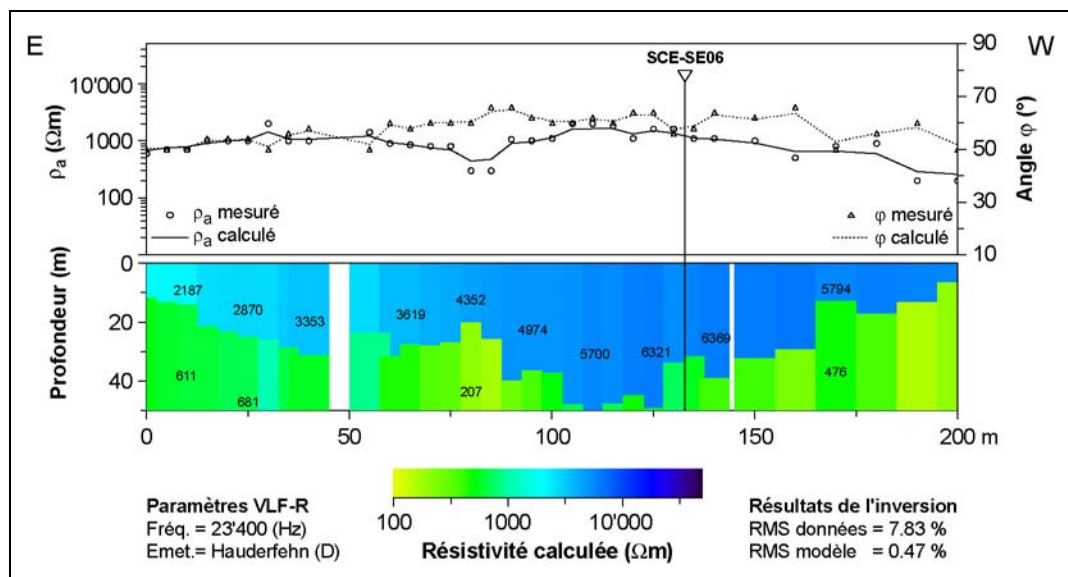 E
W
SCE-SE06
10'000
1000
100
ρa (Ωm)
90
70
50
30
10
Angle φ (°)
ρa mesuré
ρa calculé
φ mesuré
φ calculé
Profondeur (m)
0
20
40
2187
2870
3353
3619
4352
4974
5700
6321
6369
5794
611
681
207
476
0
50
100
150
200 m
Paramètres VLF-R
Fréq. = 23'400 (Hz)
Emet.= Hauderfehn (D)
100
1000
10'000
Résistivité calculée (Ωm)
Résultats de l'inversion
RMS données = 7.83 %
RMS modèle = 0.47 %